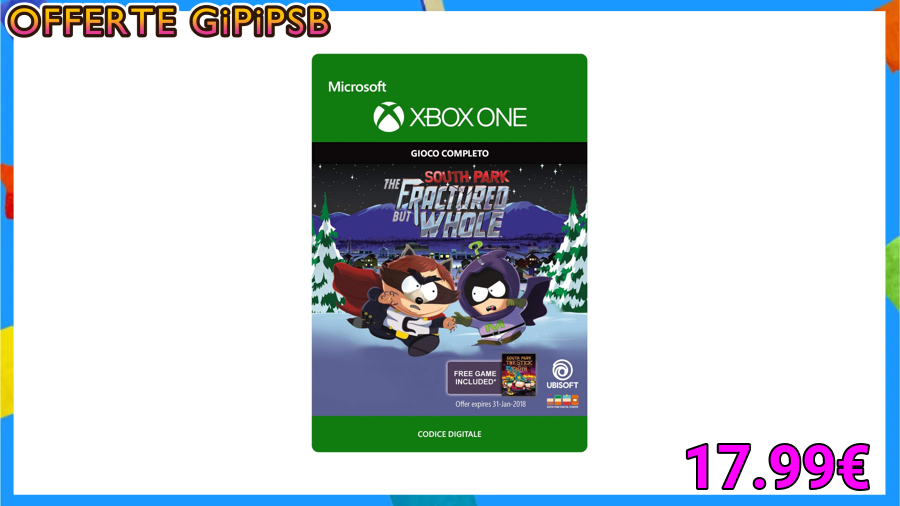 OFFERTE GiPiPSB
Microsoft
XBOX ONE
GIOCO COMPLETO
SOUTH PARK
THE FRACTURED
BUT WHOLE
?
FREE GAME
INCLUDED*
SOUTH PARK
THE STICK
OF TRUTH
UBISOFT
Offer expires 31-Jan-2018
CODICE DIGITALE
17.99€